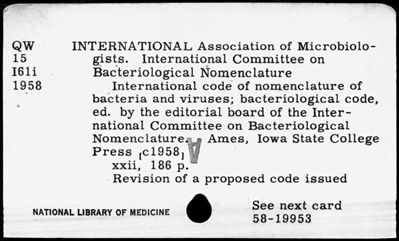 QW INTERNATIONAL Association of Microbiolo-
15 gists. International Committee on
I61i Bacteriological Nomenclature
1958 International code of nomenclature of
bacteria and viruses; bacteriological code,
ed. by the editorial board of the Inter-
national Committee on Bacteriological
Nomenclature. Ames, Iowa State College
Press [c1958]
xxii, 186 p.
Revision of a proposed code issued
See next card
NATIONAL LIBRARY OF MEDICINE 58-19953